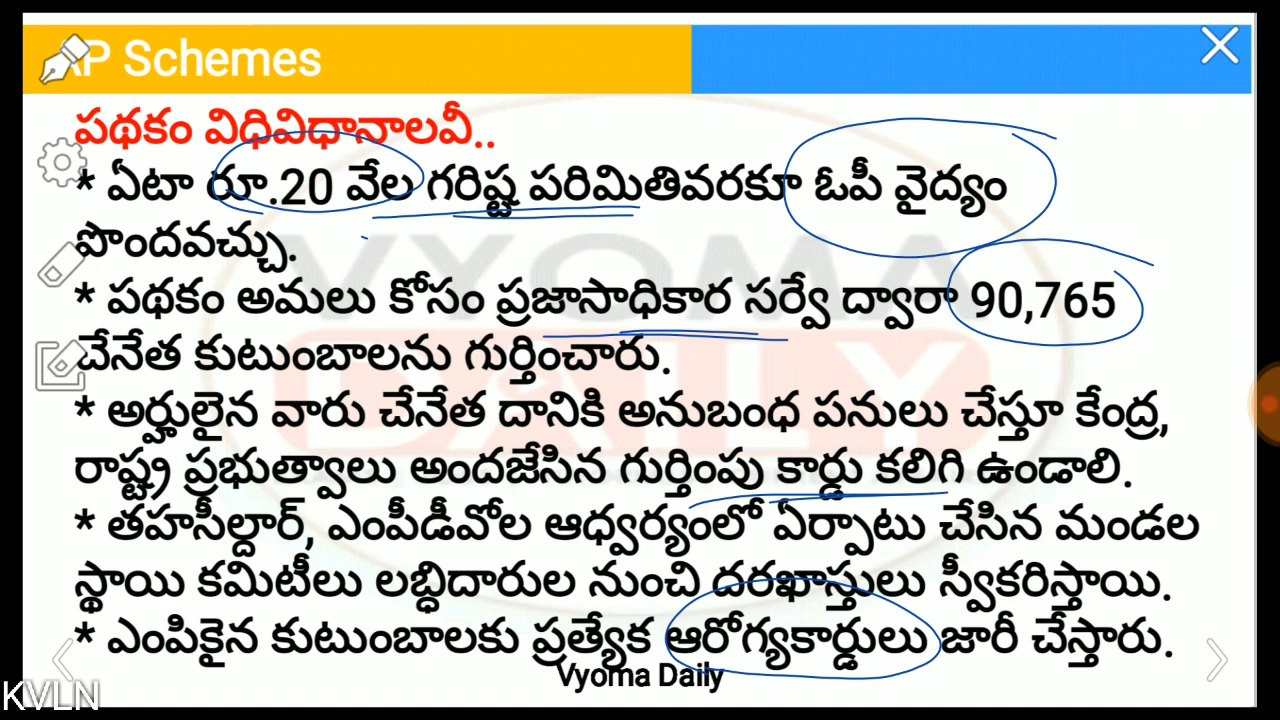 AP Schemes
పథకం విధివిధానాలవీ..
* ఏటా రూ.20 వేల గరిష్ట పరిమితివరకూ ఓపీ వైద్యం
పొందవచ్చు.
* పథకం అమలు కోసం ప్రజాసాధికార సర్వే ద్వారా 90,765
చేనేత కుటుంబాలను గుర్తించారు.
* అర్హులైన వారు చేనేత దానికి అనుబంధ పనులు చేస్తూ కేంద్ర,
రాష్ట్ర ప్రభుత్వాలు అందజేసిన గుర్తింపు కార్డు కలిగి ఉండాలి.
* తహసీల్దార్, ఎంపీడీవోల ఆధ్వర్యంలో ఏర్పాటు చేసిన మండల
స్థాయి కమిటీలు లబ్ధిదారుల నుంచి దరఖాస్తులు స్వీకరిస్తాయి.
* ఎంపికైన కుటుంబాలకు ప్రత్యేక ఆరోగ్యకార్డులు జారీ చేస్తారు.
Vyoma Daily
KVLN
VYOMA
DAILY